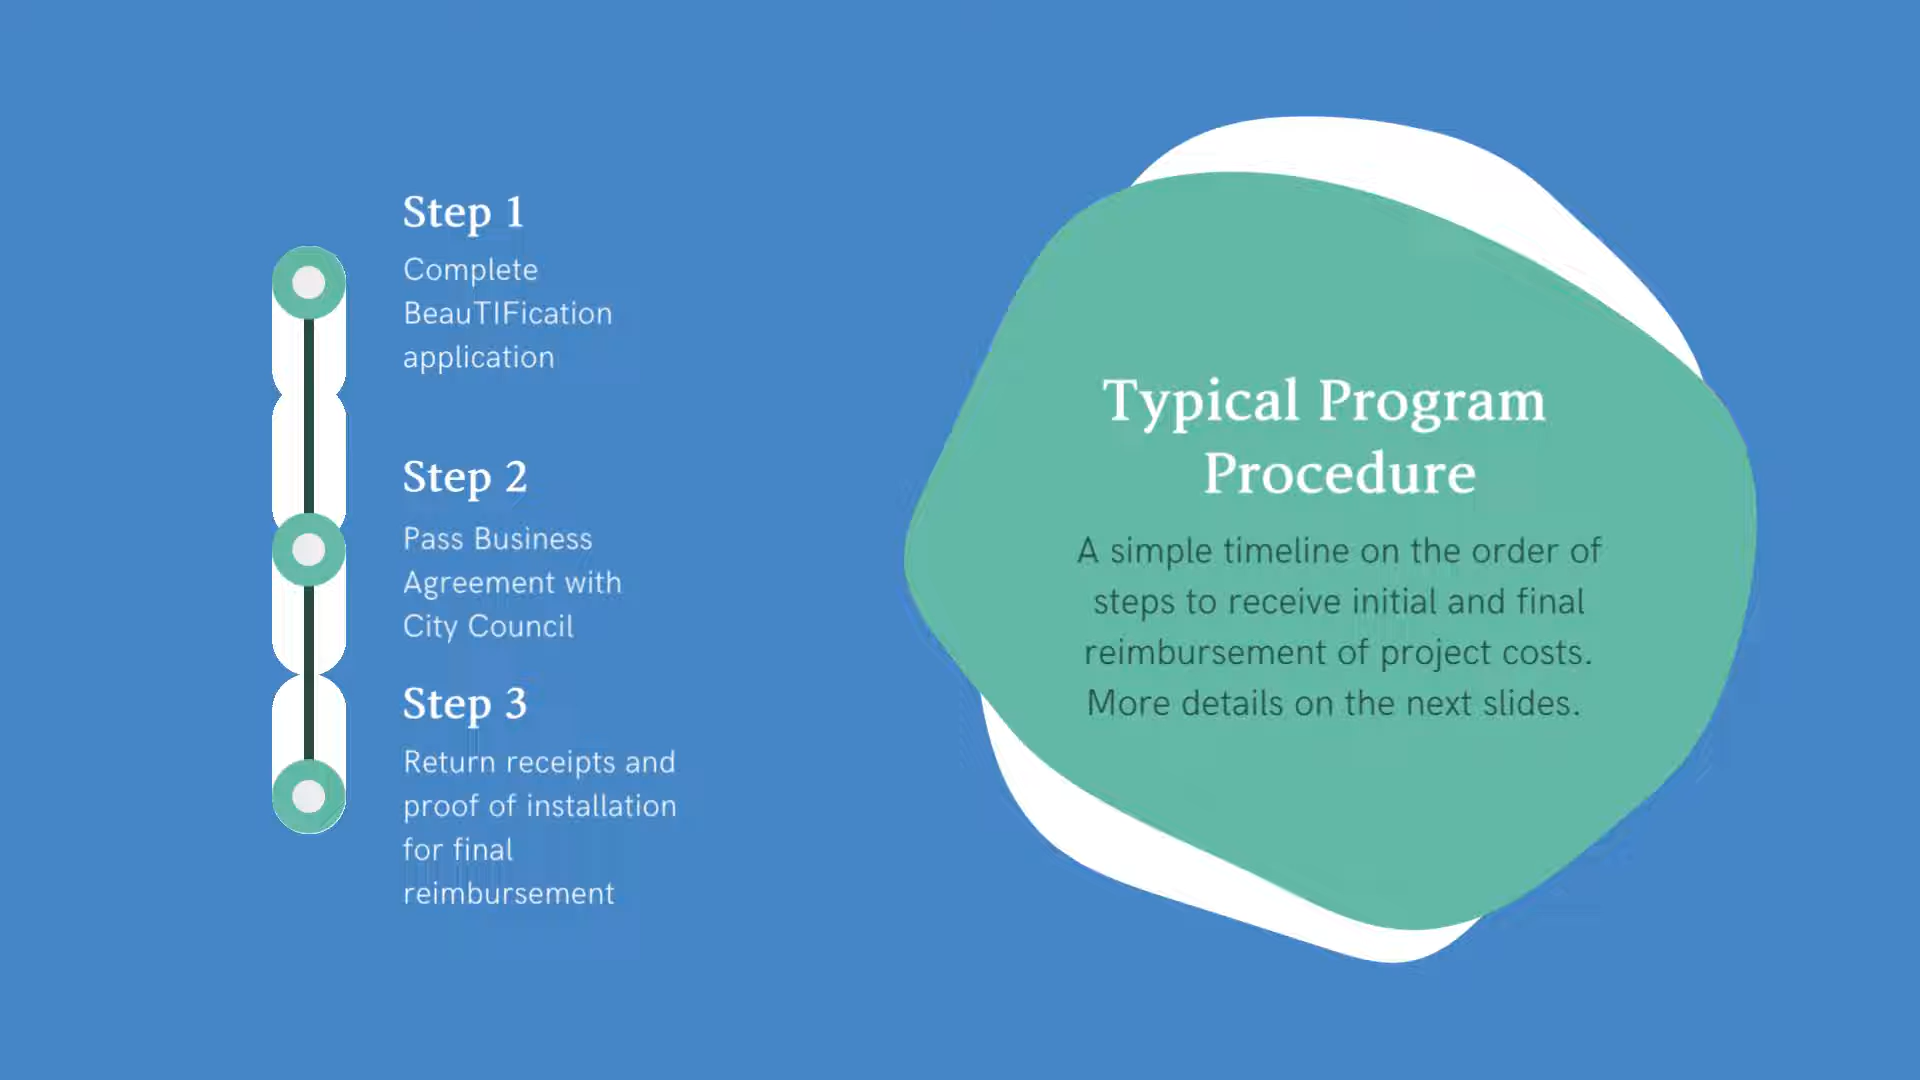 Step 1
Complete
BeauTIFication
application
Step 2
Pass Business
Agreement with
City Council
Step 3
Return receipts and
proof of installation
for final
reimbursement
Typical Program
Procedure
A simple timeline on the order of
steps to receive initial and final
reimbursement of project costs.
More details on the next slides.